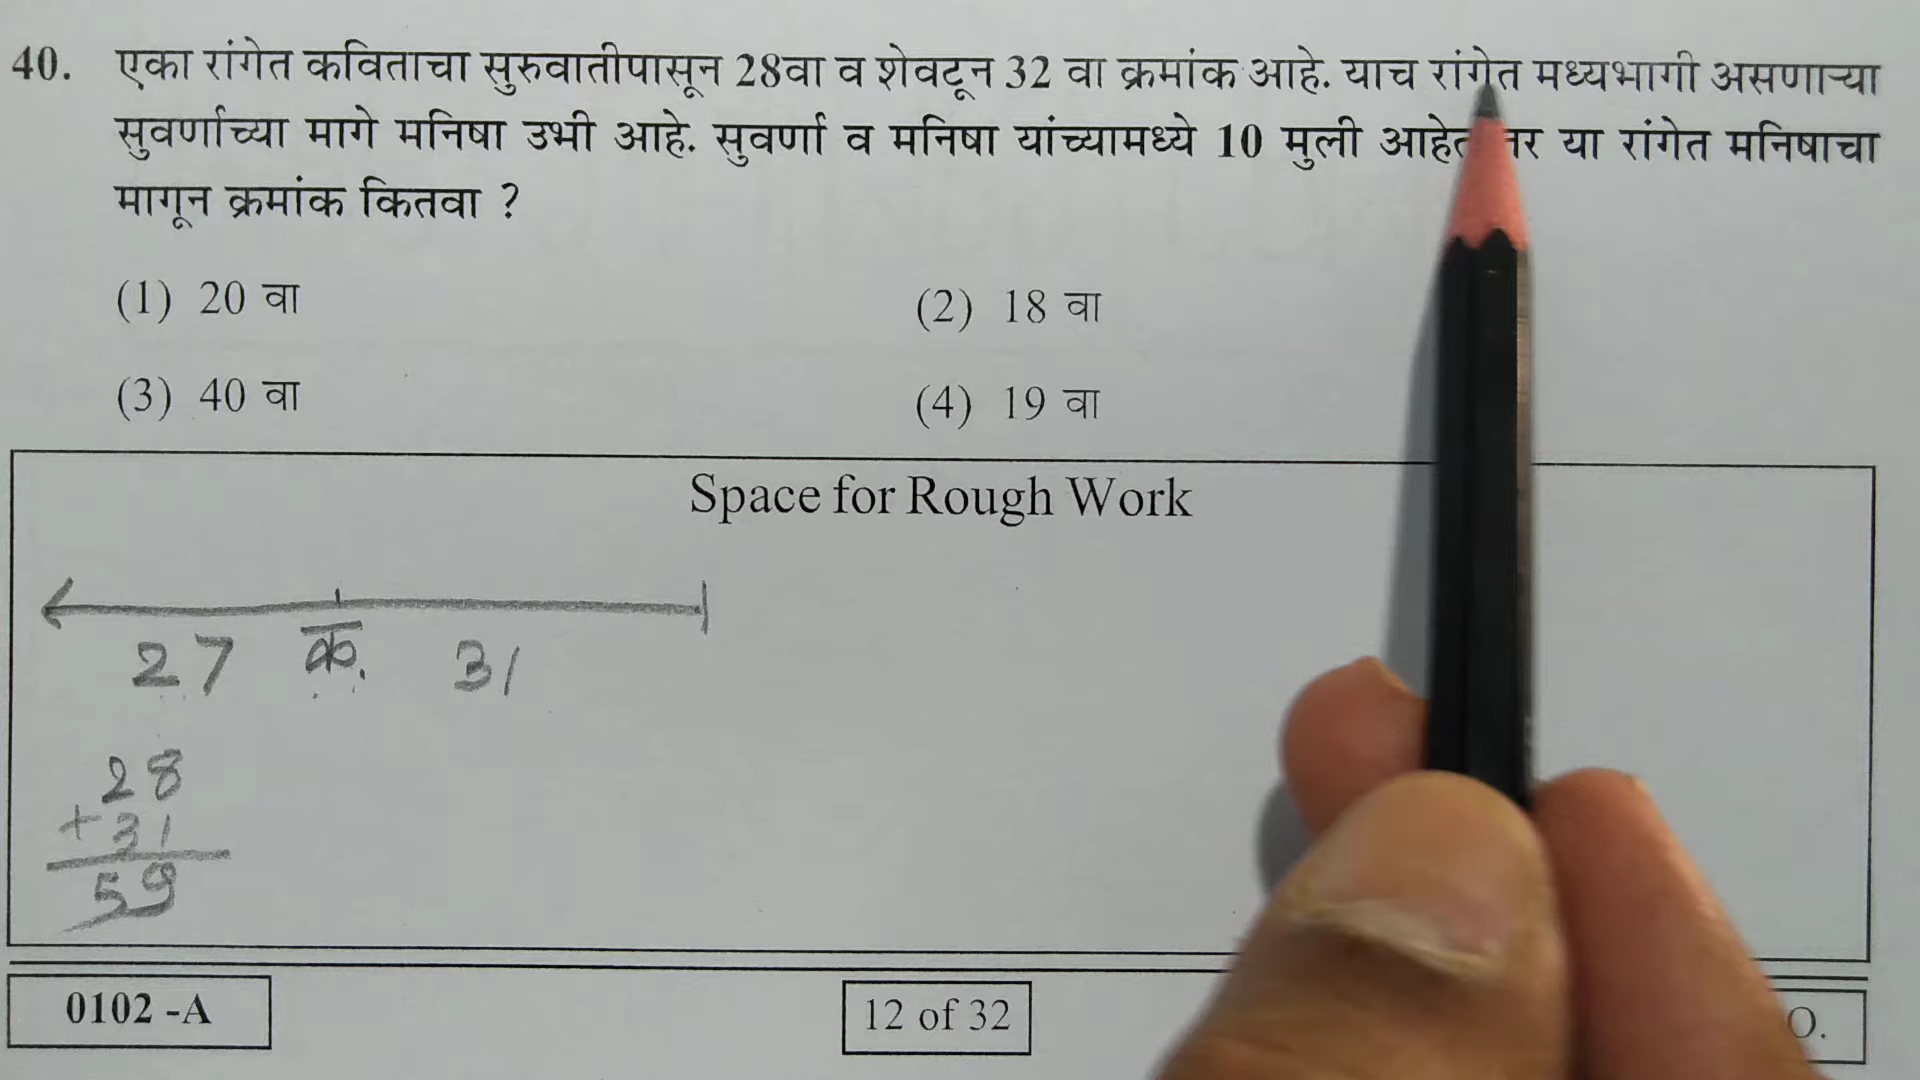 40. एका रांगेत कविताचा सुरुवातीपासून 28वा व शेवटून 32 वा क्रमांक आहे. याच रांगेत मध्यभागी असणाऱ्या
सुवर्णाच्या मागे मनिषा उभी आहे. सुवर्णा व मनिषा यांच्यामध्ये 10 मुली आहेत तर या रांगेत मनिषाचा
मागून क्रमांक कितवा ?
(1) 20 वा (2) 18 वा
(3) 40 वा (4) 19 वा
Space for Rough Work
27 क. 31
28
+ 31
59
0102 -A 12 of 32 O.